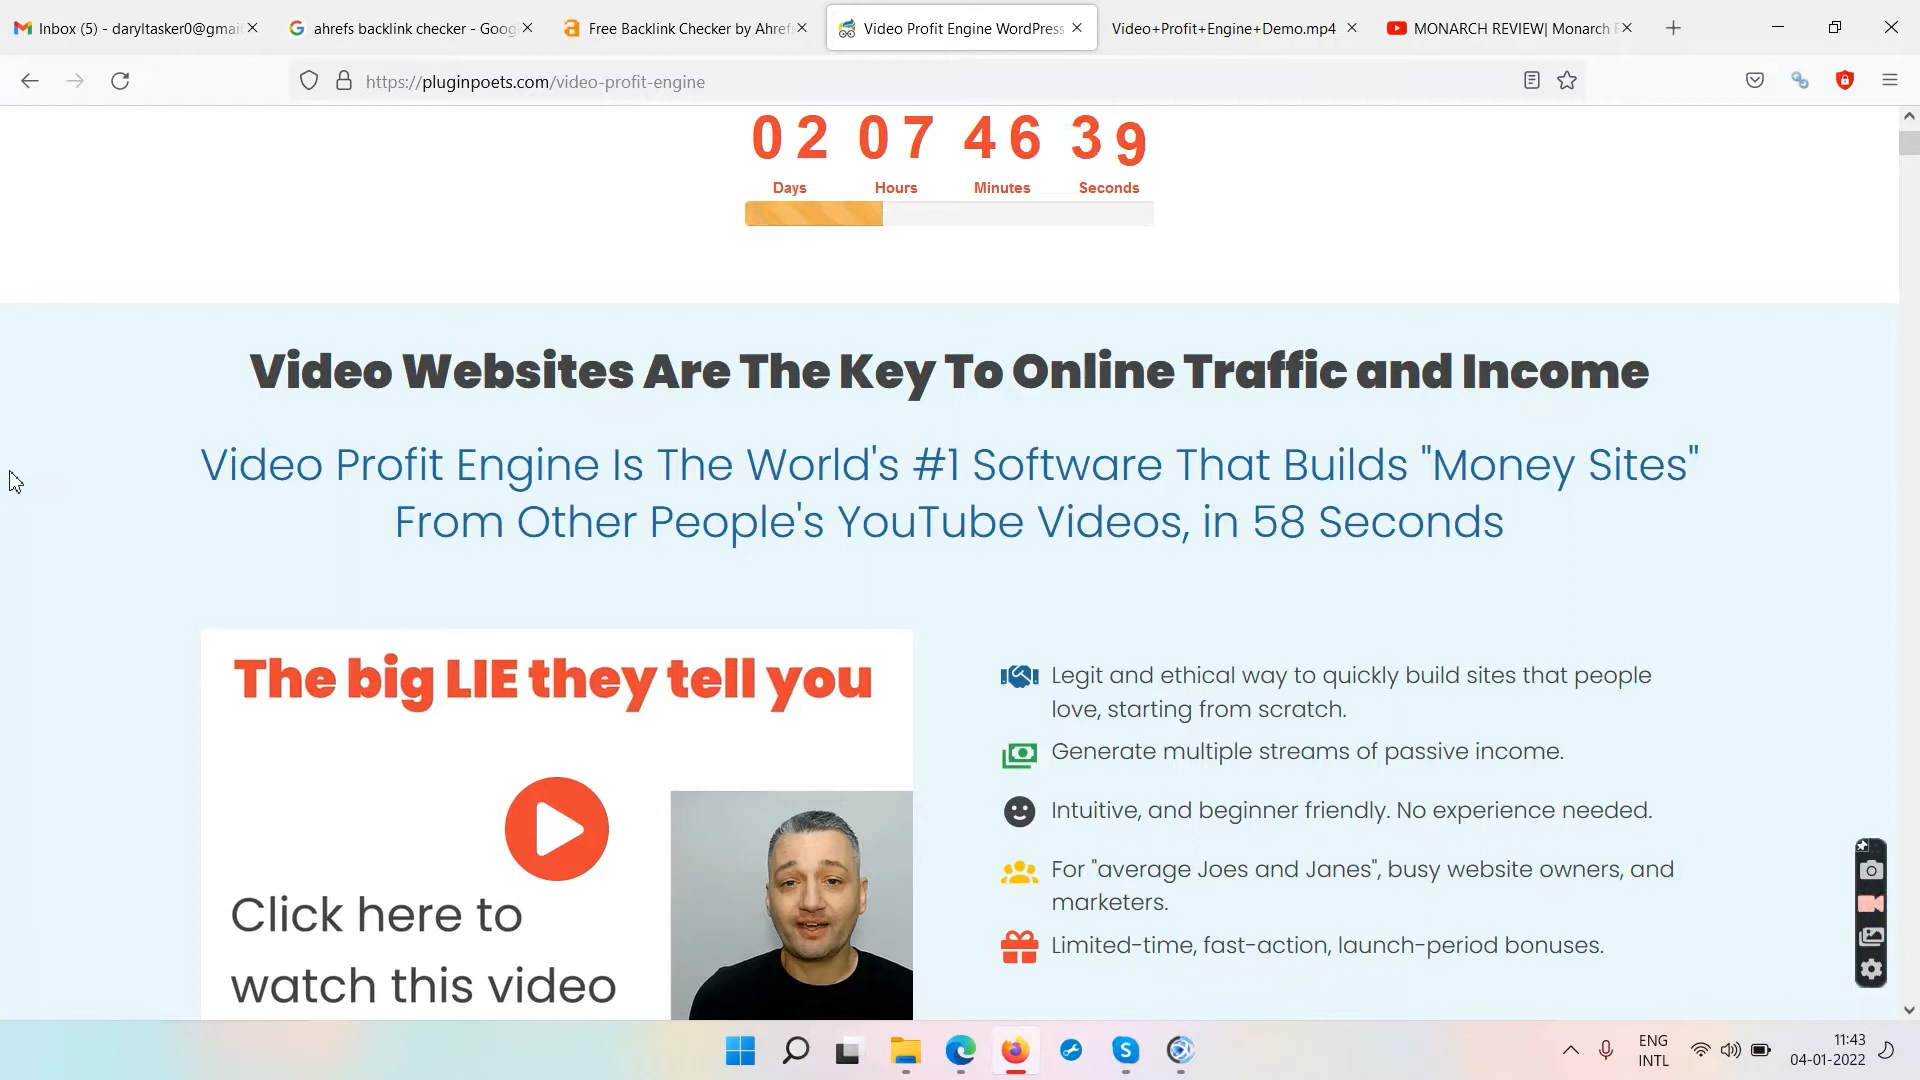 Inbox (5) - daryltasker0@gmai
ahrefs backlink checker - Goog
Free Backlink Checker by Ahref
Video Profit Engine WordPress
Video+Profit+Engine+Demo.mp4
MONARCH REVIEW| Monarch R
https://pluginpoets.com/video-profit-engine
02 07 46 39
Days Hours Minutes Seconds
Video Websites Are The Key To Online Traffic and Income
Video Profit Engine Is The World's #1 Software That Builds "Money Sites"
From Other People's YouTube Videos, in 58 Seconds
The big LIE they tell you
Click here to
watch this video
Legit and ethical way to quickly build sites that people
love, starting from scratch.
Generate multiple streams of passive income.
Intuitive, and beginner friendly. No experience needed.
For "average Joes and Janes", busy website owners, and
marketers.
Limited-time, fast-action, launch-period bonuses.
ENG
INTL
11:43
04-01-2022